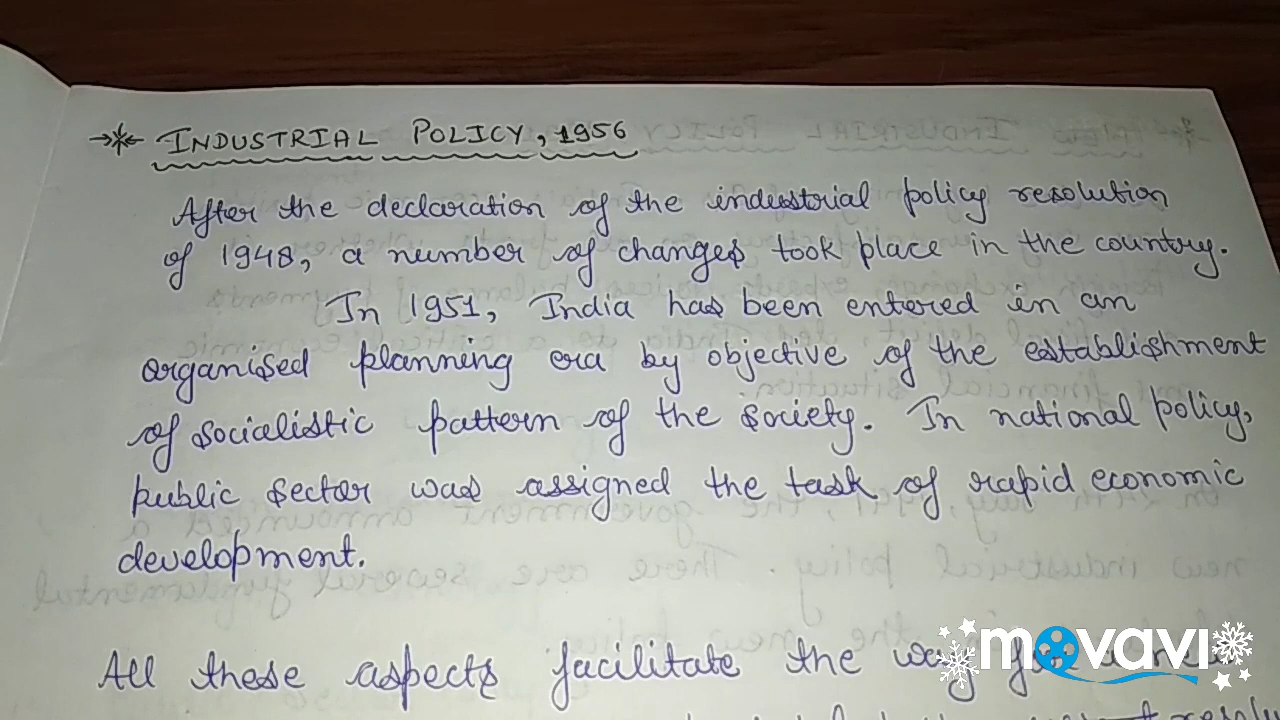 INDUSTRIAL POLICY, 1956
After the declaration of the industrial policy resolution
of 1948, a number of changes took place in the country.
In 1951, India has been entered in an
organised planning era by objective of the establishment
of socialistic pattern of the society. In national policy,
public sector was assigned the task of rapid economic
development.
All these aspects facilitate the way for
movavi